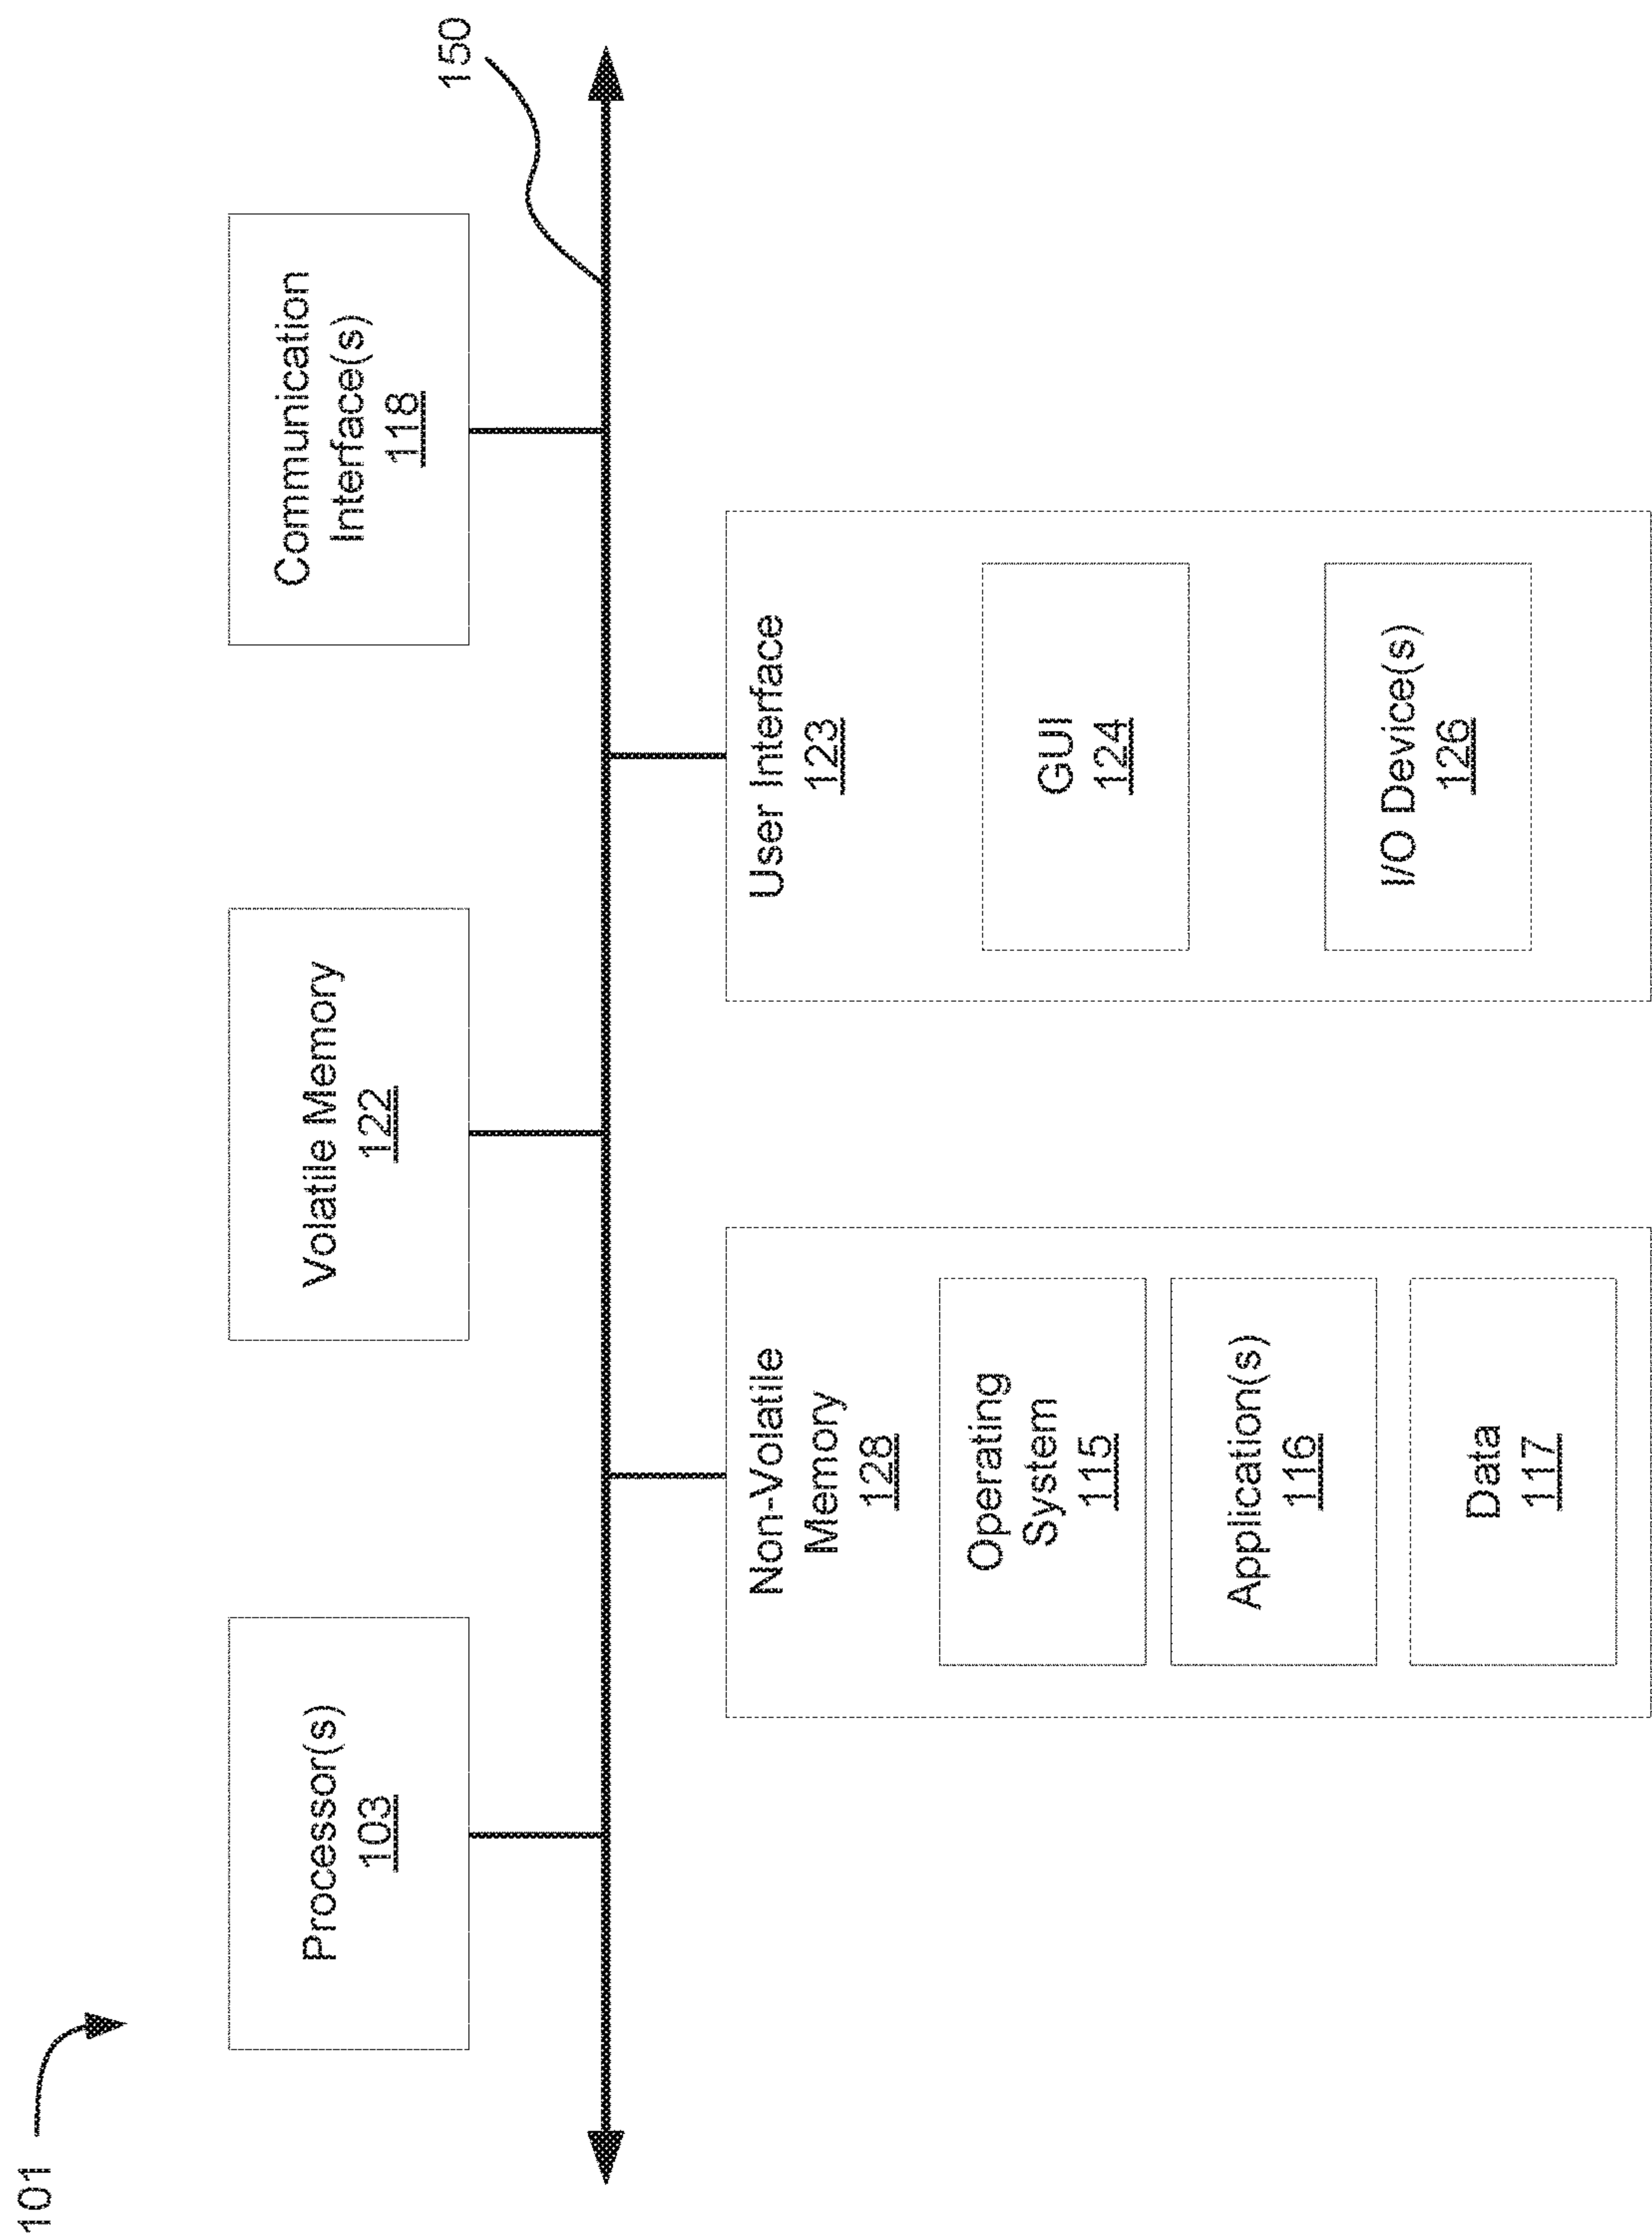 101
Processor(s)
103
Volatile Memory
122
Communication
Interface(s)
118
150
Non-Volatile
Memory
128
Operating
System
115
Application(s)
116
Data
117
User Interface
123
GUI
124
I/O Device(s)
126